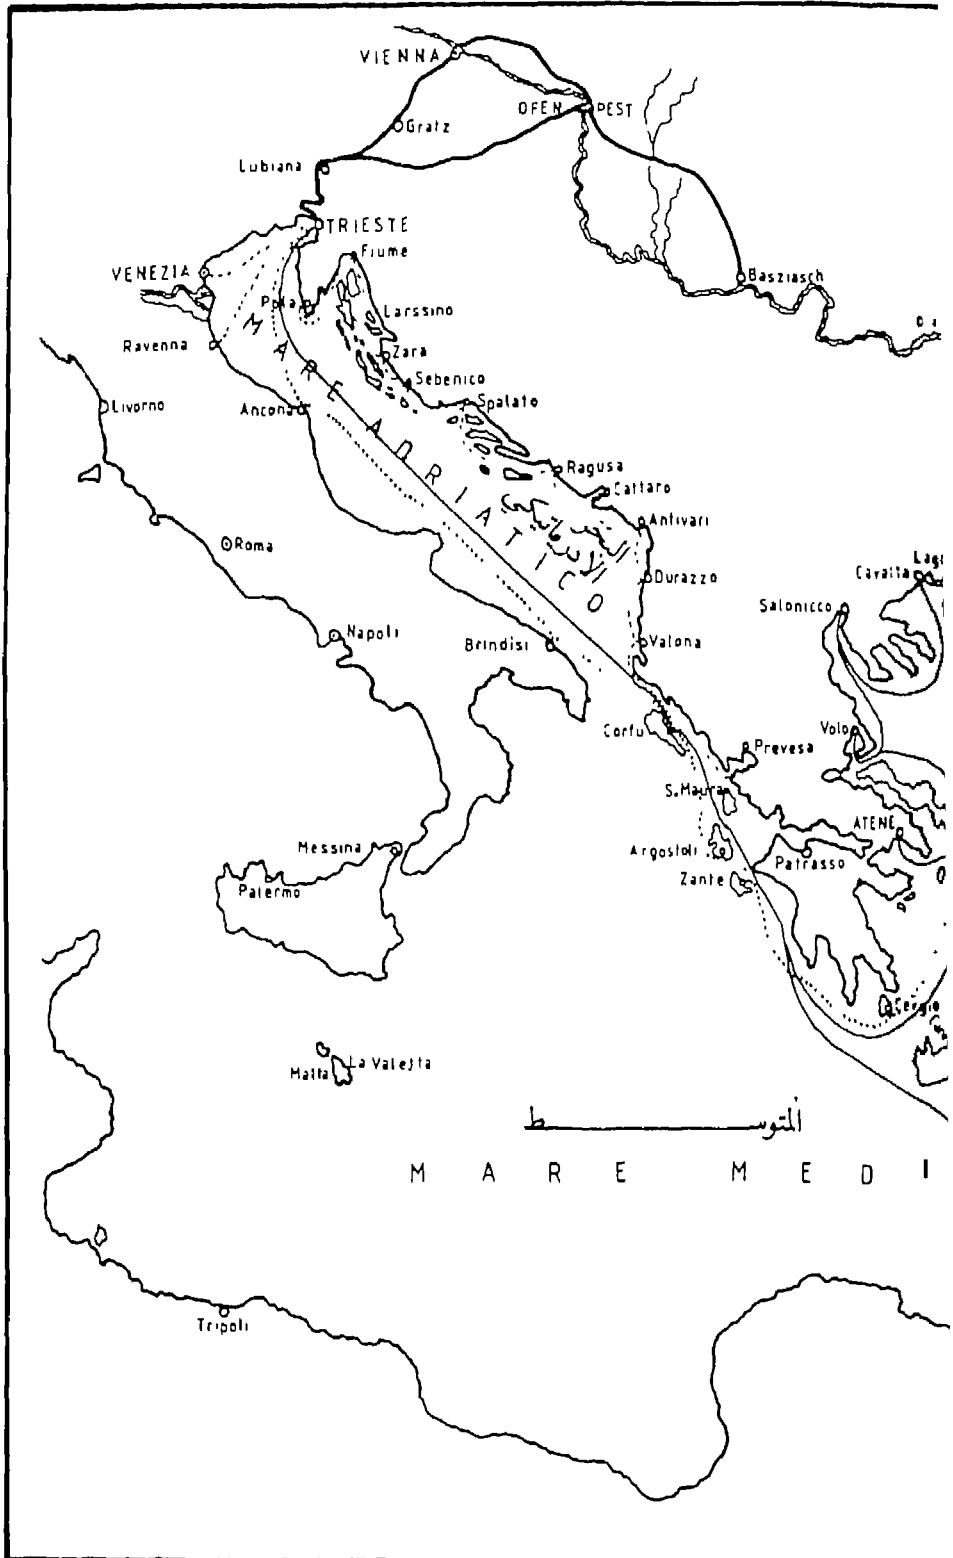 VIENNA
OFEN PEST
Gratz
Lubiana
TRIESTE
Fiume
VENEZIA
Basziasch
Pola
Larssino
Ravenna
Zara
Sebenico
Livorno
Ancona
Spalato
MARE ADRIATICO
Ragusa
Cattaro
Antivari
Roma
Durazzo
Cavalla
Salonicco
Napoli
Brindisi
Valona
Corfu
Volo
Prevesa
S.Maura
ATENE
Messina
Argostoli
Patrasso
Palermo
Zante
Cergio
La Valetta
Malta
المتوسط
MARE MEDI
Tripoli